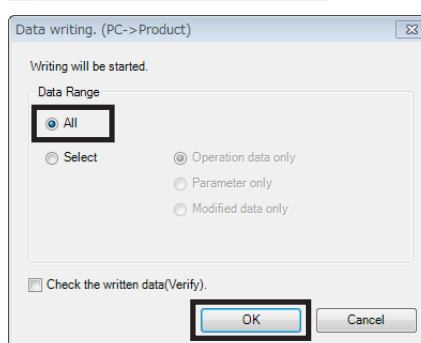 Data writing. (PC->Product)
Writing will be started.
Data Range
All
Select
Operation data only
Parameter only
Modified data only
Check the written data(Verify).
OK Cancel